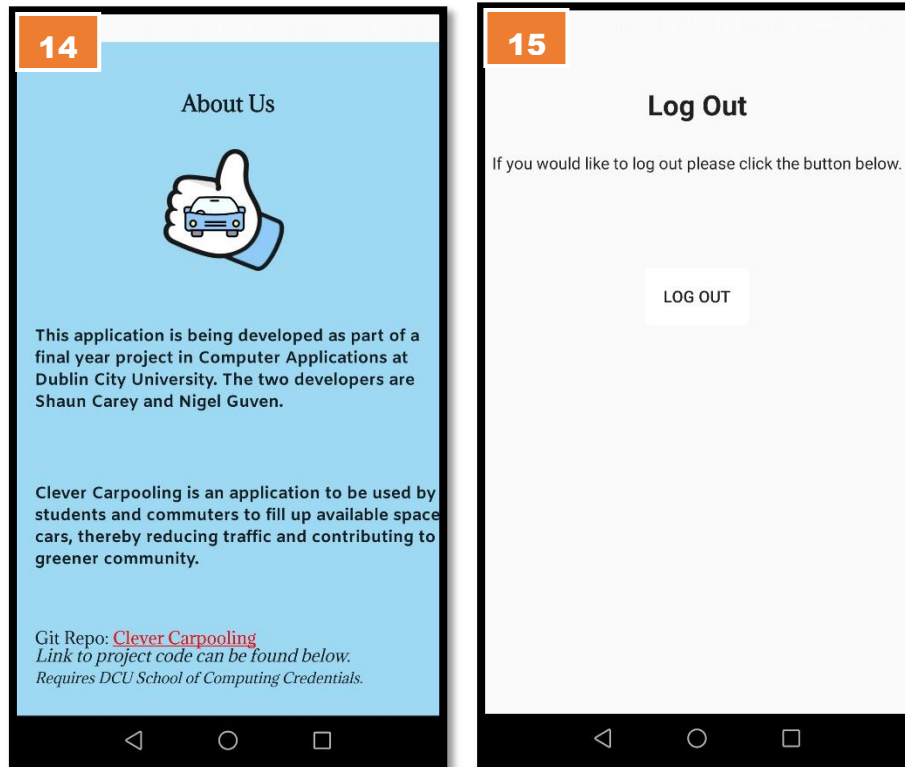 14
About Us
This application is being developed as part of a
final year project in Computer Applications at
Dublin City University. The two developers are
Shaun Carey and Nigel Guven.
Clever Carpooling is an application to be used by
students and commuters to fill up available space
cars, thereby reducing traffic and contributing to
greener community.
Git Repo: Clever Carpooling
Link to project code can be found below.
Requires DCU School of Computing Credentials.
15
Log Out
If you would like to log out please click the button below.
LOG OUT